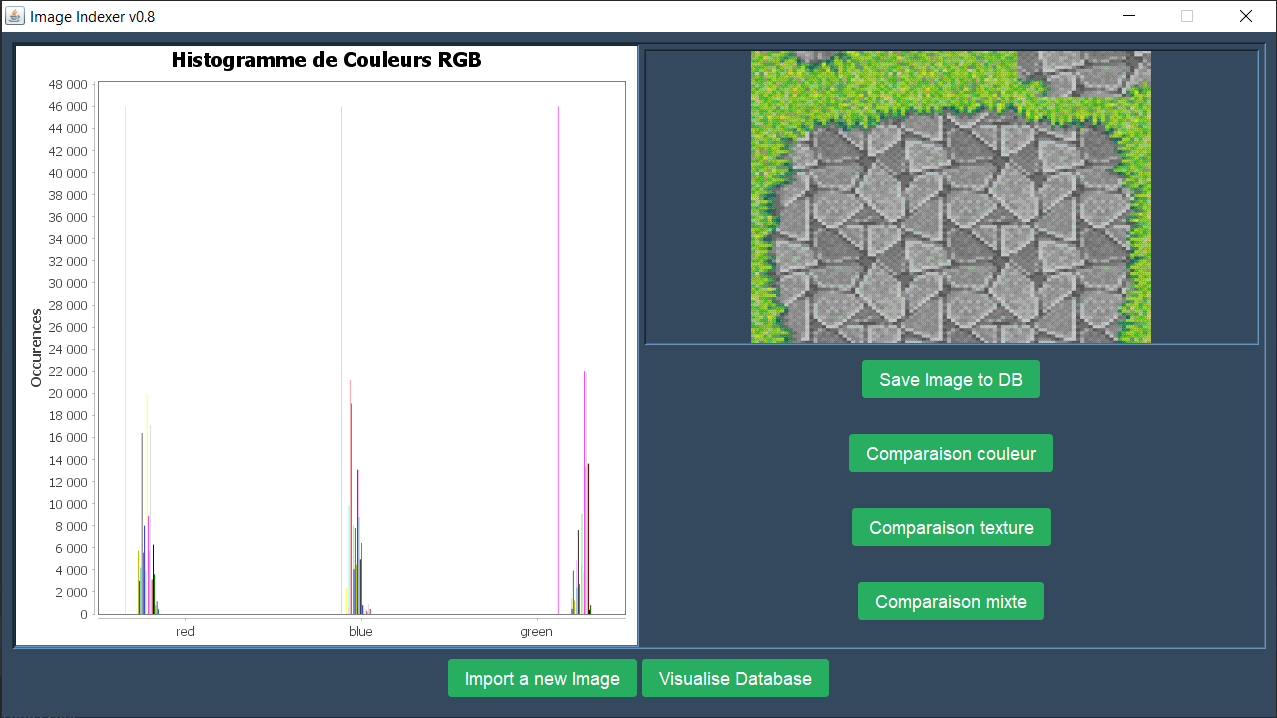 Image Indexer v0.8
Histogramme de Couleurs RGB
48 000
46 000
44 000
42 000
40 000
38 000
36 000
34 000
32 000
30 000
28 000
26 000
24 000
22 000
20 000
18 000
16 000
14 000
12 000
10 000
8 000
6 000
4 000
2 000
0
Occurences
red blue green
Save Image to DB
Comparaison couleur
Comparaison texture
Comparaison mixte
Import a new Image Visualise Database